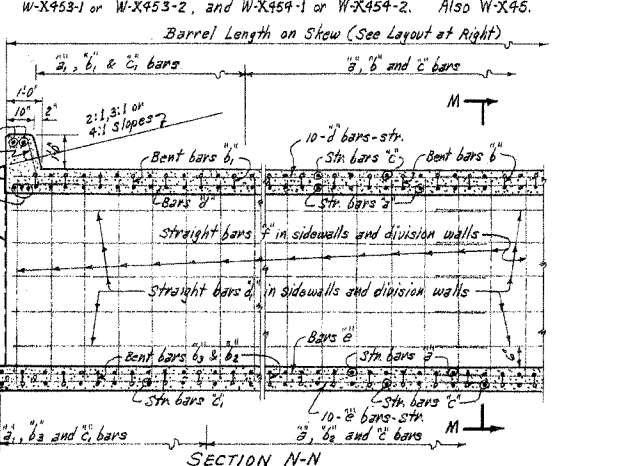 W-X453-1 or W-X453-2, and W-X454-1 or W-X454-2. Also W-X45.
Barrel Length on Skew (See Layout at Right)
"a₁", "b₁" & "c₁" bars
"a", "b" and "c" bars
1'-0"
10"
2"
2:1, 3:1 or
4:1 Slopes
M
10-"d" bars-str.
Bent bars "b₁"
Str. bars "c"
Bent bars "b"
Bars "d"
Str. bars "a"
Straight bars "f" in sidewalls and division walls
Straight bars "d" in sidewalls and division walls
Bars "e"
Bent bars "b₃" & "b₂"
Str. bars "a"
Str. bars "c₁"
Str. bars "c"
10-"e" bars-str.
M
"a₁", "b₃" and "c₁" bars
"a", "b₂" and "c" bars
SECTION N-N